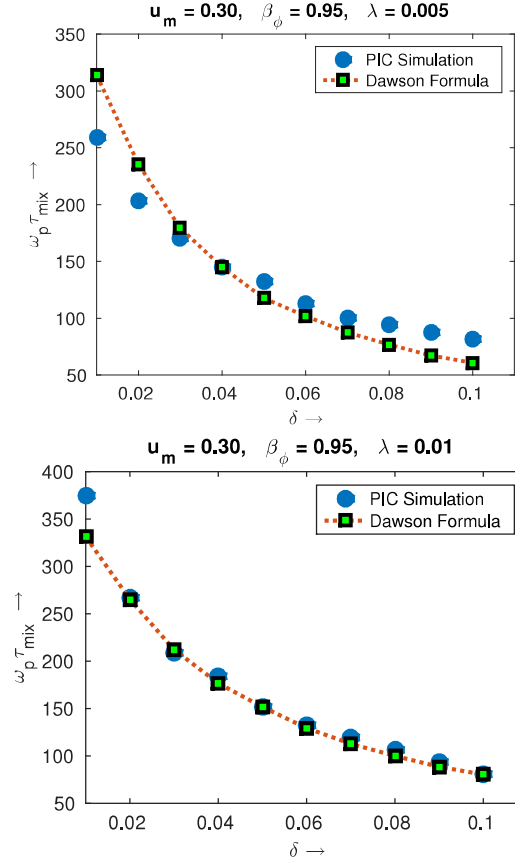 u_m = 0.30, β_ϕ = 0.95, λ = 0.005
350
300
250
200
150
100
50
ω_p τ_mix →
PIC Simulation
Dawson Formula
0.02 0.04 0.06 0.08 0.1
δ →
u_m = 0.30, β_ϕ = 0.95, λ = 0.01
400
350
300
250
200
150
100
50
ω_p τ_mix →
PIC Simulation
Dawson Formula
0.02 0.04 0.06 0.08 0.1
δ →